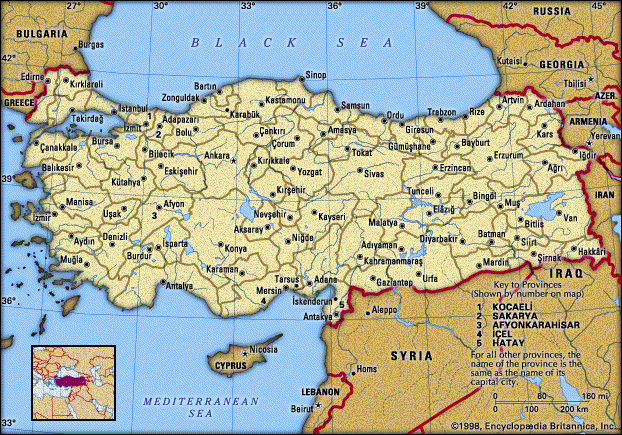 27°
30°
33°
36°
39°
42°
45°
RUSSIA
BULGARIA
Burgas
BLACK SEA
42°
Kutaisi
GEORGIA
Tbilisi
42°
Edirne
Kırklareli
Sinop
Bartın
Zonguldak
Kastamonu
Samsun
Artvin
Ardahan
AZER.
GREECE
Tekirdağ
İstanbul
1
Adapazarı
Karabük
Ordu
Trabzon
Rize
Kars
ARMENIA
İzmit
2
Bolu
Çankırı
Amasya
Giresun
Gümüşhane
Bayburt
Yerevan
Çanakkale
Bursa
Bilecik
Ankara
Çorum
Tokat
Erzurum
Iğdır
Balıkesir
Eskişehir
Kırıkkale
Yozgat
Sivas
Erzincan
Ağrı
39°
Kütahya
Kırşehir
Tunceli
Bingöl
IRAN
39°
Manisa
Uşak
Afyon
Nevşehir
Kayseri
Elâzığ
Muş
Van
İzmir
3
Aksaray
Malatya
Bitlis
Aydın
Denizli
Isparta
Konya
Niğde
Diyarbakır
Batman
Siirt
Hakkâri
Burdur
Adıyaman
Muğla
Karaman
Kahramanmaraş
Mardin
Şırnak
Antalya
Mersin
Tarsus
Adana
Gaziantep
Urfa
IRAQ
36°
4
İskenderun
5
Antakya
Aleppo
Key to Provinces
(Shown by number on map)
1 KOCAELİ
2 SAKARYA
3 AFYONKARAHİSAR
4 İÇEL
5 HATAY
For all other provinces, the
name of the province is the
same as the name of its
capital city.
Nicosia
CYPRUS
SYRIA
Homs
LEBANON
Beirut
MEDITERRANEAN
SEA
0 80 160 mi
0 100 200 km
33°
©1998, Encyclopædia Britannica, Inc.